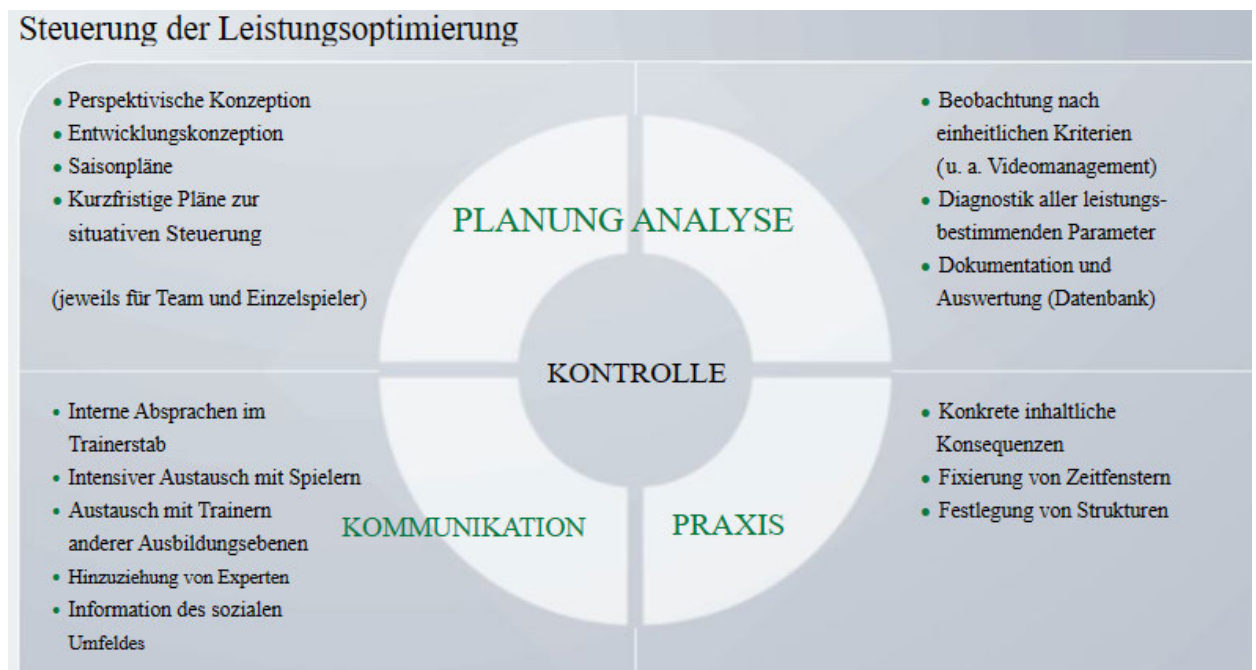 Steuerung der Leistungsoptimierung
• Perspektivische Konzeption
• Entwicklungskonzeption
• Saisonpläne
• Kurzfristige Pläne zur
situativen Steuerung
(jeweils für Team und Einzelspieler)
• Beobachtung nach
einheitlichen Kriterien
(u. a. Videomanagement)
• Diagnostik aller leistungs-
bestimmenden Parameter
• Dokumentation und
Auswertung (Datenbank)
PLANUNG ANALYSE
KONTROLLE
• Interne Absprachen im
Trainerstab
• Intensiver Austausch mit Spielern
• Austausch mit Trainern
anderer Ausbildungsebenen
• Hinzuziehung von Experten
• Information des sozialen
Umfeldes
KOMMUNIKATION
PRAXIS
• Konkrete inhaltliche
Konsequenzen
• Fixierung von Zeitfenstern
• Festlegung von Strukturen